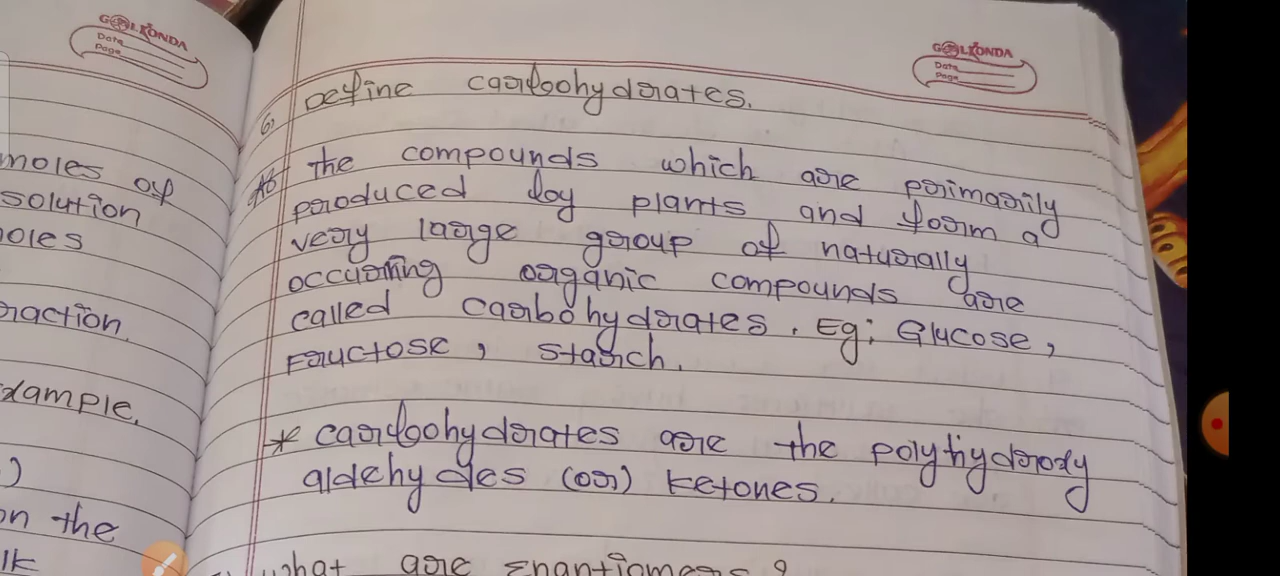 GOLKONDA
Date
Page
moles of
solution
oles
raction.
xample.
)
on the
lk
GOLKONDA
Date
Page
6) Define carbohydrates.
A) The compounds which are primarily
produced by plants and form a
very large group of naturally
occurring organic compounds are
called Carbohydrates. Eg: Glucose,
Fructose, starch.
* carbohydrates are the polyhydroxy
aldehydes (or) ketones.
what are Enantiomers?